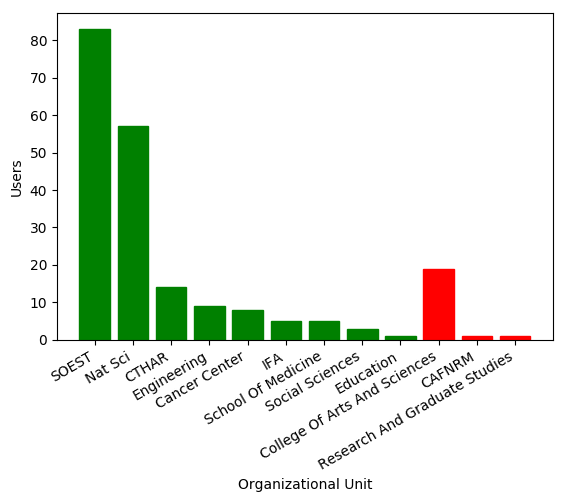 80
70
60
50
40
30
20
10
0
Users
SOEST
Nat Sci
CTHAR
Engineering
Cancer Center
IFA
School Of Medicine
Social Sciences
Education
College Of Arts And Sciences
CAFNRM
Research And Graduate Studies
Organizational Unit